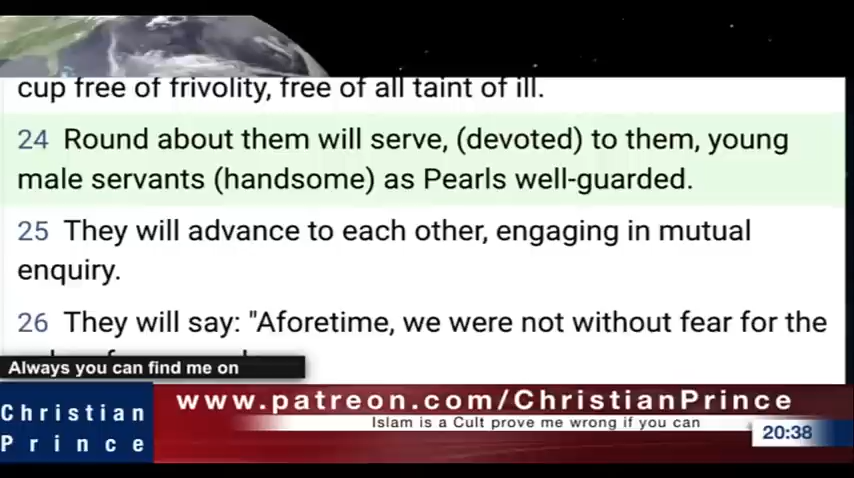 cup free of frivolity, free of all taint of ill.
24 Round about them will serve, (devoted) to them, young
male servants (handsome) as Pearls well-guarded.
25 They will advance to each other, engaging in mutual
enquiry.
26 They will say: "Aforetime, we were not without fear for the
Always you can find me on
Christian
Prince
www.patreon.com/ChristianPrince
Islam is a Cult prove me wrong if you can
20:38